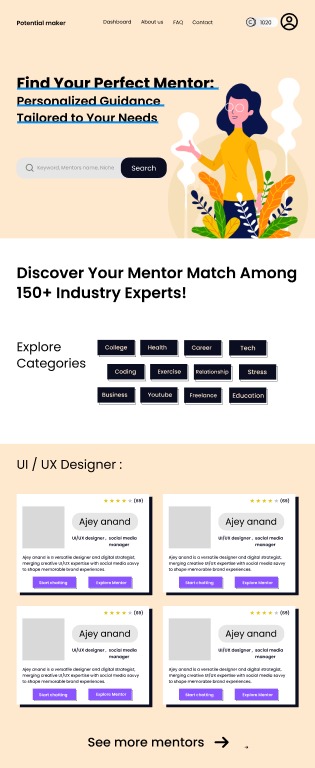 Potential maker
Dashboard About us FAQ Contact
C 1020
Find Your Perfect Mentor:
Personalized Guidance
Tailored to Your Needs
Keyword, Mentors name, Niche
Search
Discover Your Mentor Match Among
150+ Industry Experts!
Explore
Categories
College Health Career Tech
Coding Exercise Relationship Stress
Business Youtube Freelance Education
UI / UX Designer :
(69)
Ajey anand
UI/UX designer , social media
manager
Ajey anand is a versatile designer and digital strategist,
merging creative UI/UX expertise with social media savvy
to shape memorable brand experiences.
Start chatting Explore Mentor
(69)
Ajey anand
UI/UX designer , social media
manager
Ajey anand is a versatile designer and digital strategist,
merging creative UI/UX expertise with social media savvy
to shape memorable brand experiences.
Start chatting Explore Mentor
(69)
Ajey anand
UI/UX designer , social media
manager
Ajey anand is a versatile designer and digital strategist,
merging creative UI/UX expertise with social media savvy
to shape memorable brand experiences.
Start chatting Explore Mentor
(69)
Ajey anand
UI/UX designer , social media
manager
Ajey anand is a versatile designer and digital strategist,
merging creative UI/UX expertise with social media savvy
to shape memorable brand experiences.
Start chatting Explore Mentor
See more mentors